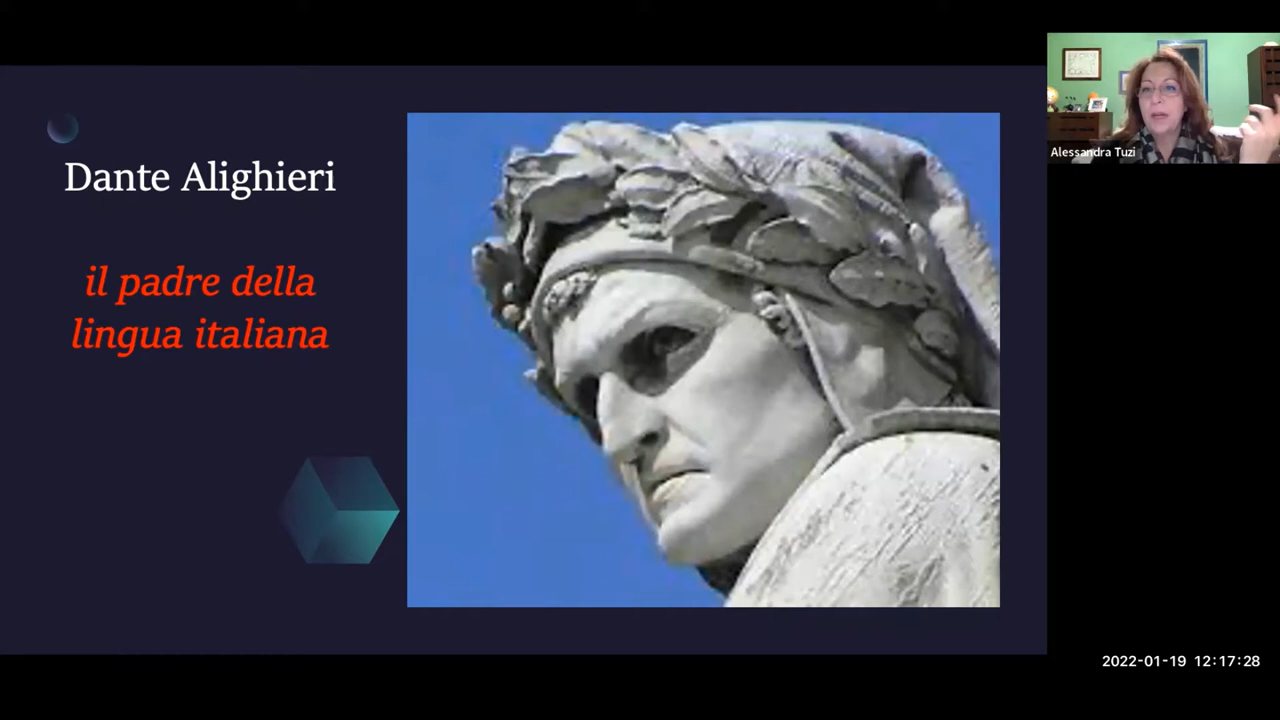 Dante Alighieri
il padre della
lingua italiana
Alessandra Tuzi
2022-01-19 12:17:28